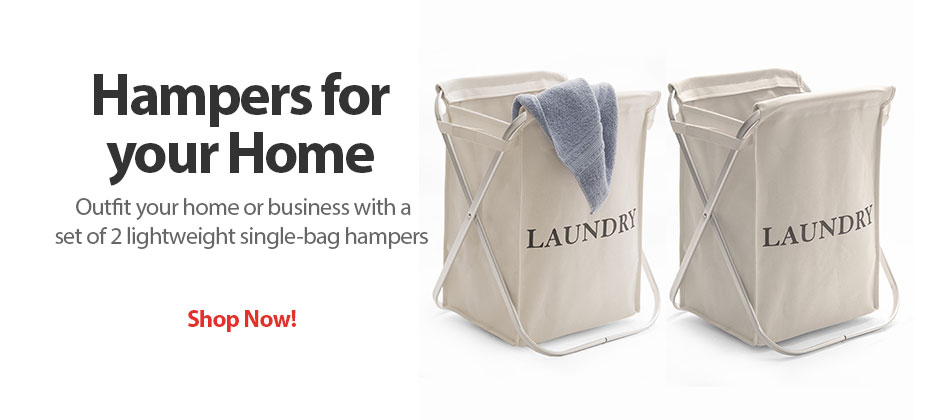 Hampers for
your Home
Outfit your home or business with a
set of 2 lightweight single-bag hampers
Shop Now!
LAUNDRY
LAUNDRY